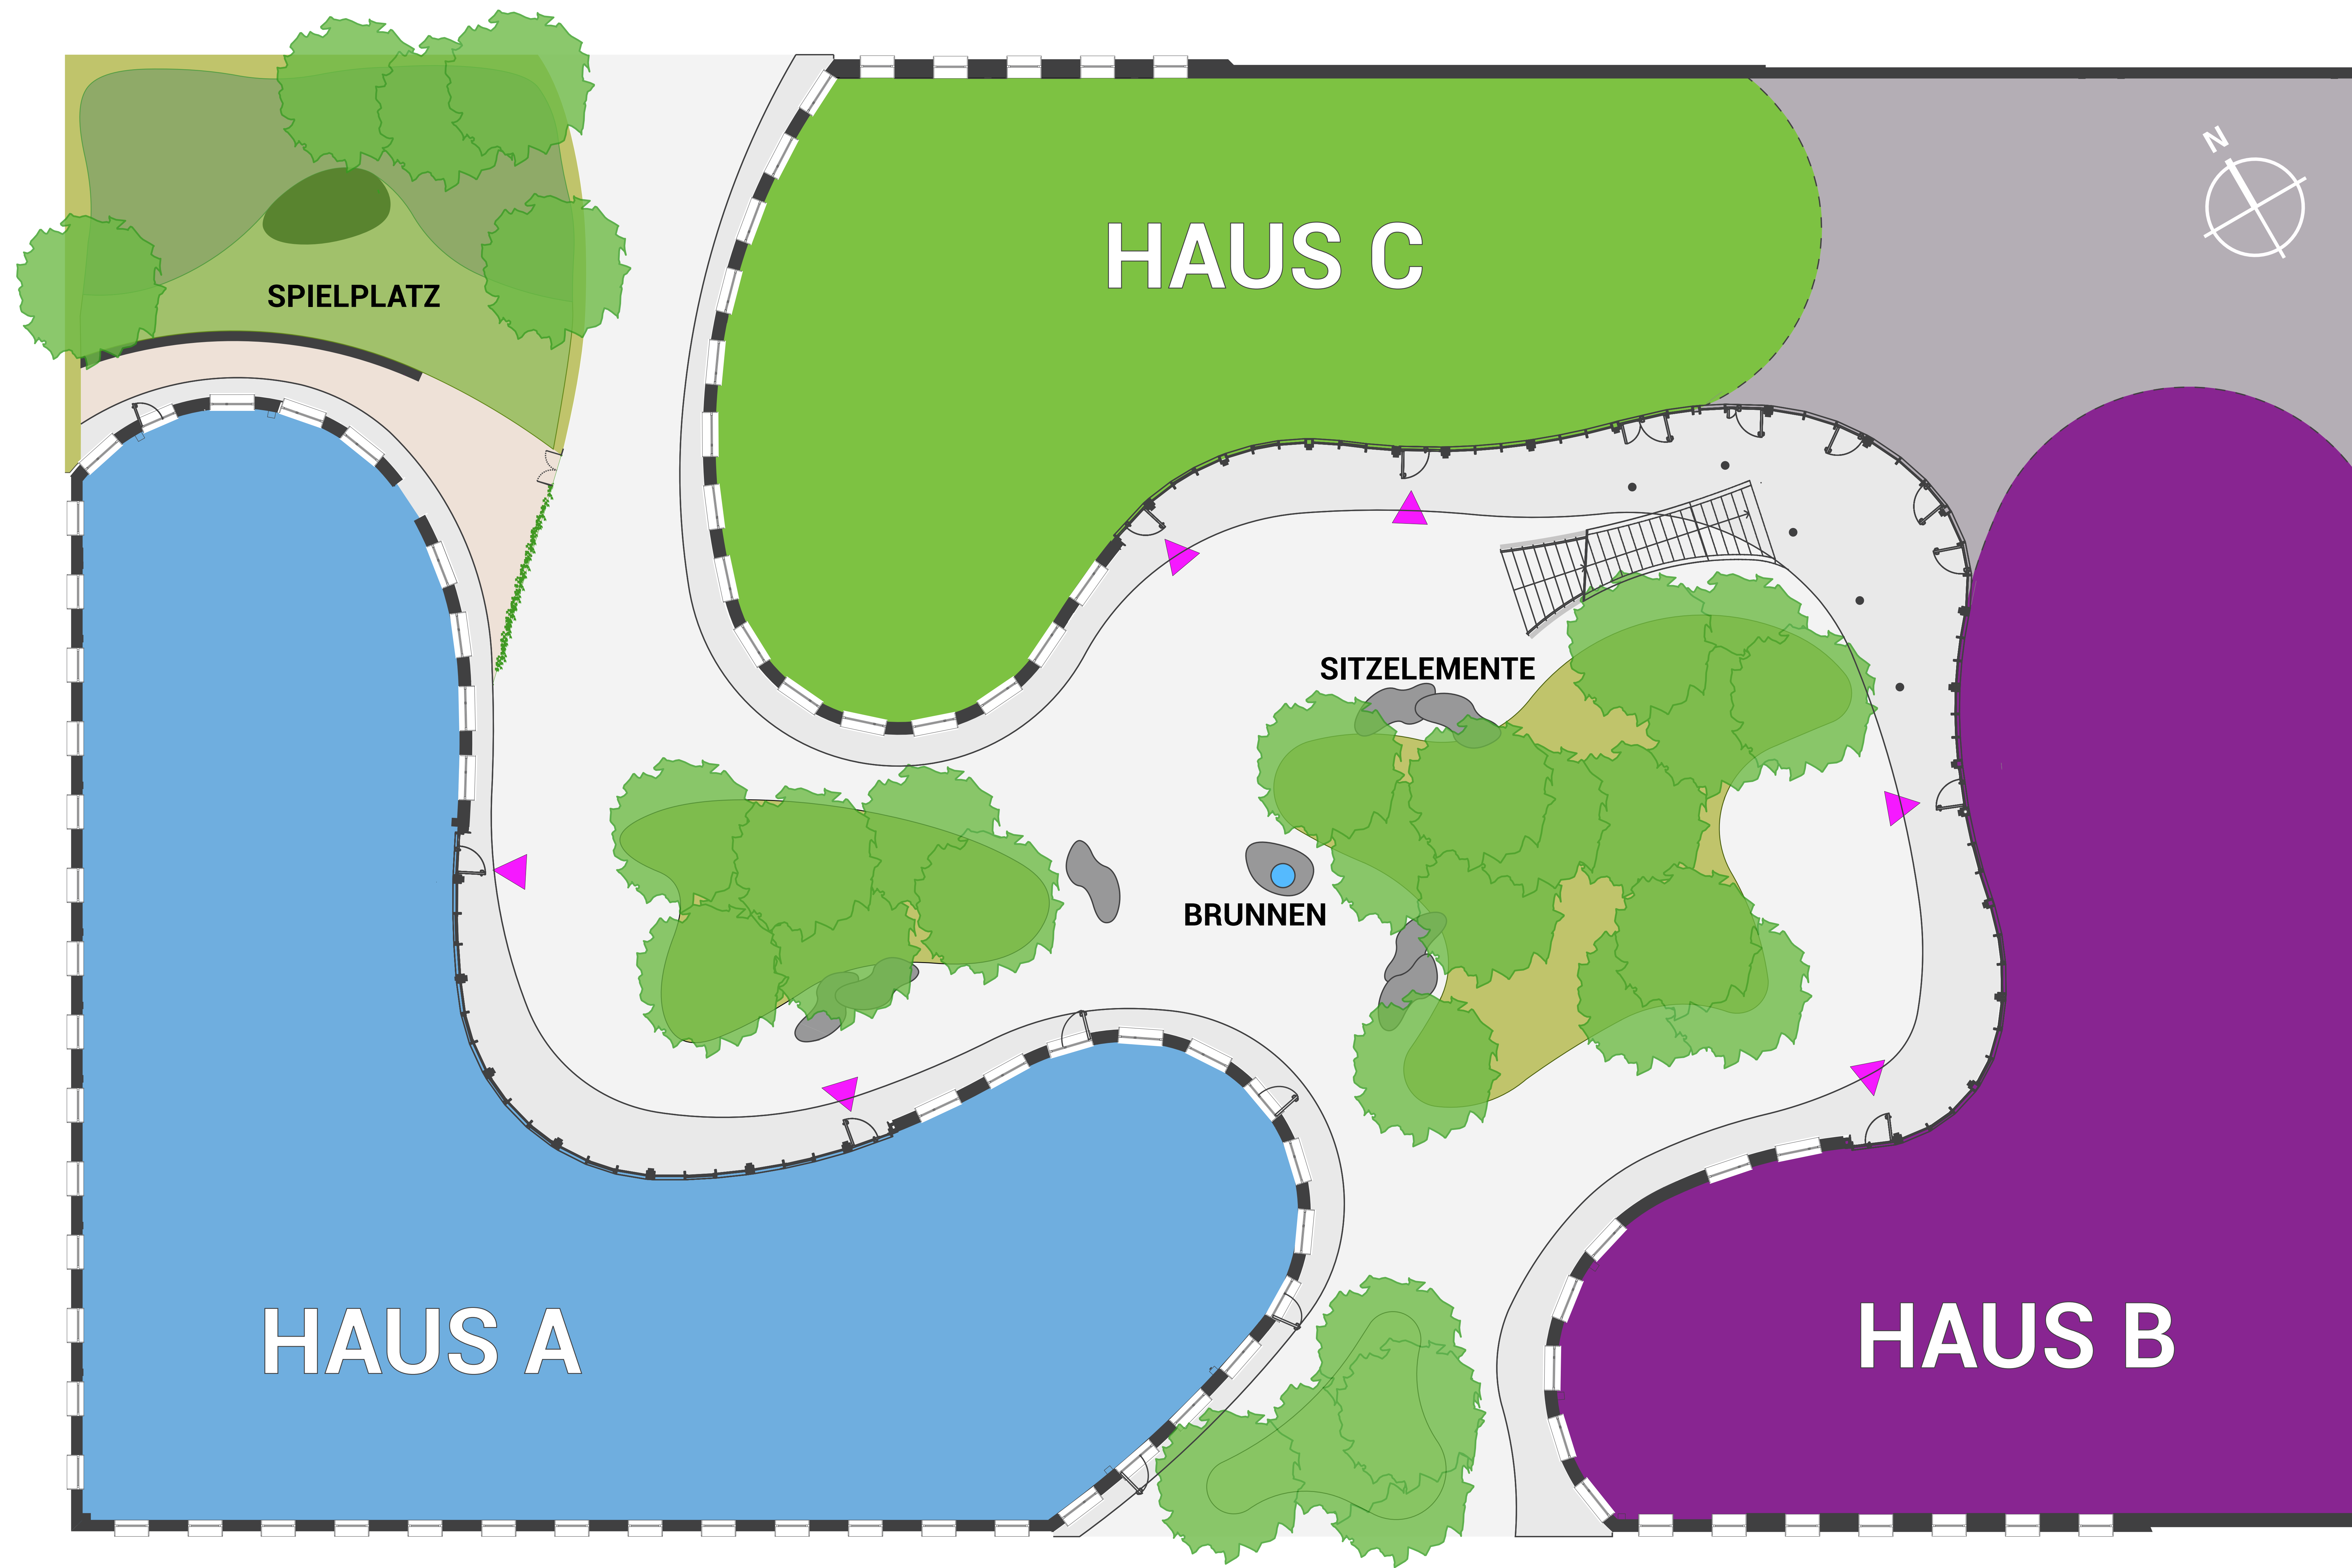 N
HAUS C
SPIELPLATZ
SITZELEMENTE
BRUNNEN
HAUS A
HAUS B